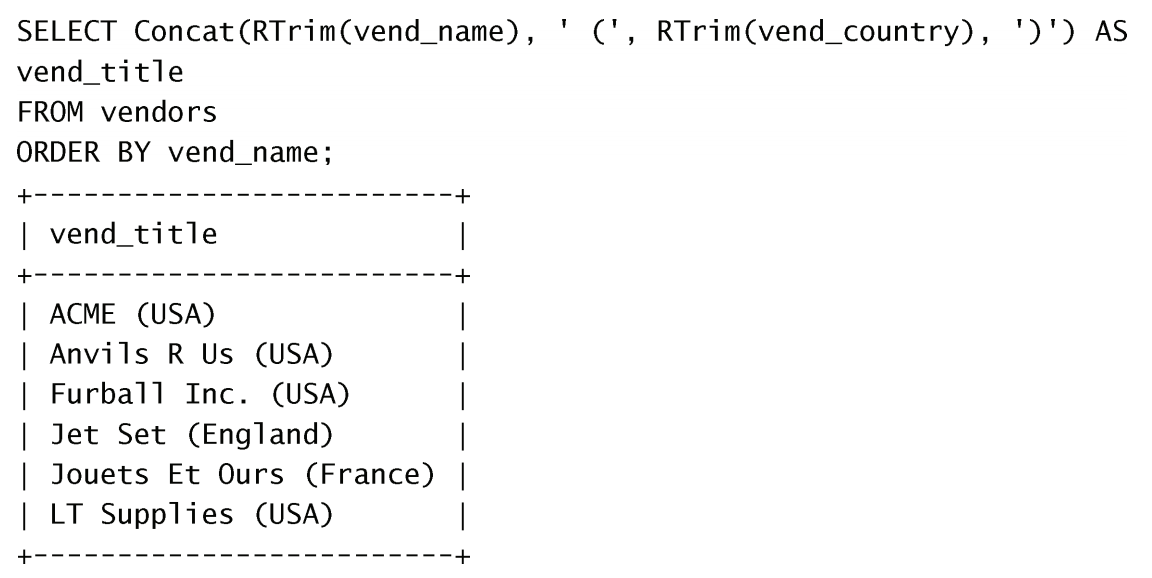 SELECT Concat(RTrim(vend_name), ' (', RTrim(vend_country), ')') AS
vend_title
FROM vendors
ORDER BY vend_name;
+-------------------------+
| vend_title              |
+-------------------------+
| ACME (USA)              |
| Anvils R Us (USA)       |
| Furball Inc. (USA)      |
| Jet Set (England)       |
| Jouets Et Ours (France) |
| LT Supplies (USA)       |
+-------------------------+